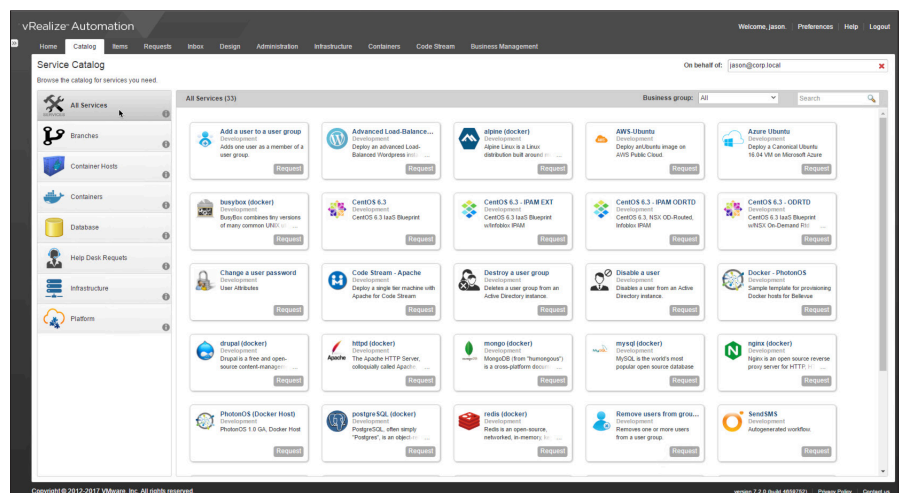 vRealize Automation
Welcome, jason. Preferences Help Logout
Home Catalog Items Requests Inbox Design Administration Infrastructure Containers Code Stream Business Management
Service Catalog
On behalf of: jason@corp.local
Browse the catalog for services you need.
All Services
Branches
Container Hosts
Containers
Database
Help Desk Requets
Infrastructure
Platform
All Services (33)
Business group: All
Search
Add a user to a user group
Development
Adds one user as a member of a
user group.
Request
Advanced Load-Balance...
Development
Deploy an advanced Load-
Balanced Wordpress ...
Request
alpine (docker)
Development
Alpine Linux is a Linux
distribution built around ...
Request
AWS-Ubuntu
Development
Deploy anUbuntu image on
AWS Public Cloud.
Request
Azure Ubuntu
Development
Deploy a Canonical Ubuntu
16.04 VM on Microsoft Azure
Request
busybox (docker)
Development
BusyBox combines tiny versions
of many common UNIX ...
Request
CentOS 6.3
Development
CentOS 6.3 IaaS Blueprint
Request
CentOS 6.3 - IPAM EXT
Development
CentOS 6.3 IaaS Blueprint
w/Infoblox IPAM
Request
CentOS 6.3 - IPAM ODRTD
Development
CentOS 6.3, NSX OD-Routed,
Infoblox IPAM
Request
CentOS 6.3 - ODRTD
Development
CentOS 6.3 IaaS Blueprint
w/NSX On-Demand Rtd ...
Request
Change a user password
Development
User Attributes
Request
Code Stream - Apache
Development
Deploy a single tier machine with
Apache for Code Stream
Request
Destroy a user group
Development
Deletes a user group from an
Active Directory instance.
Request
Disable a user
Development
Disables a user from an Active
Directory instance.
Request
Docker - PhotonOS
Development
Sample template for provisioning
Docker hosts for Bellevue
Request
drupal (docker)
Development
Drupal is a free and open-
source content-managem ...
Request
Apache
httpd (docker)
Development
The Apache HTTP Server,
colloquially called Apache ...
Request
mongo (docker)
Development
MongoDB (from "humongous")
is a cross-platform docum ...
Request
mysql (docker)
Development
MySQL is the world's most
popular open source database
Request
nginx (docker)
Development
Nginx is an open source reverse
proxy server for HTTP, ...
Request
PhotonOS (Docker Host)
Development
PhotonOS 1.0 GA, Docker Host
Request
postgreSQL (docker)
Development
PostgreSQL, often simply
"Postgres", is an object-r ...
Request
redis (docker)
Development
Redis is an open-source,
networked, in-memory, ...
Request
Remove users from grou...
Development
Removes one or more users
from a user group.
Request
SendSMS
Development
Autogenerated workflow.
Request
Copyright © 2012-2017 VMware, Inc. All rights reserved.
version 7.2.0 (build 4659752) Privacy Policy Contact us